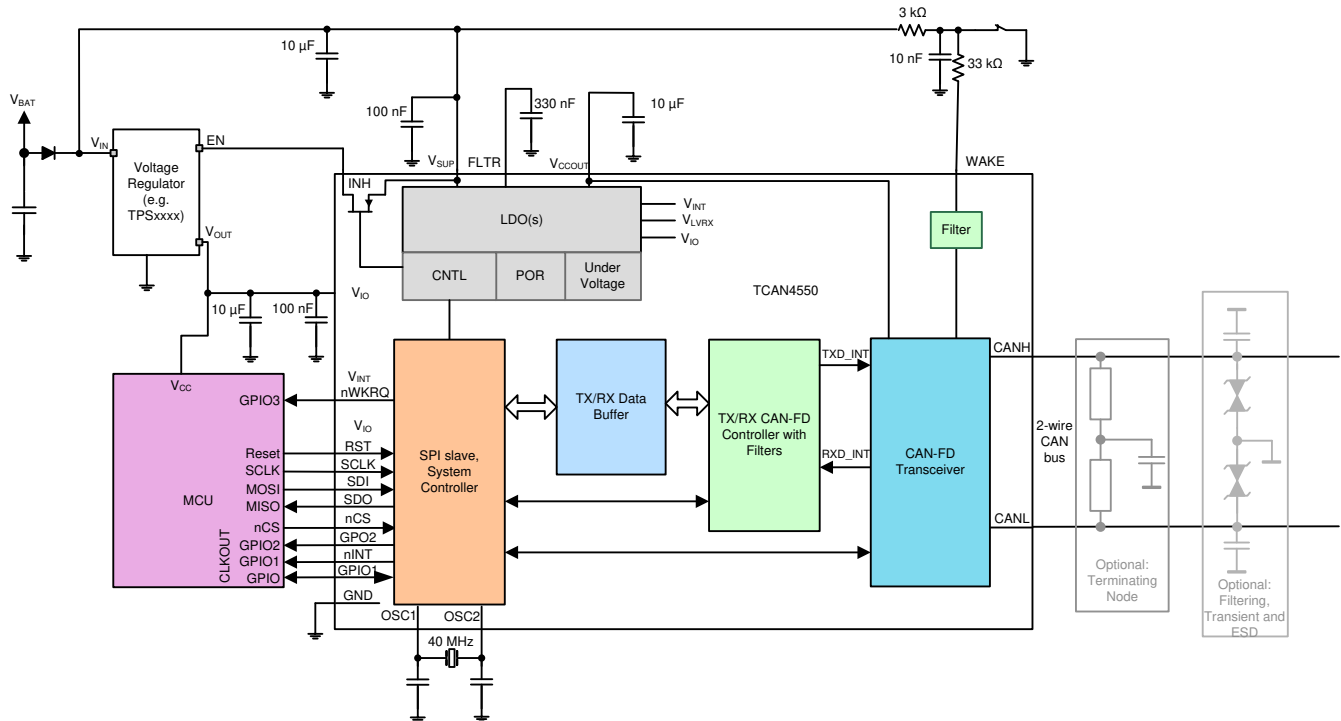 3 kΩ
10 µF
10 nF
33 kΩ
VBAT
100 nF
330 nF
10 µF
VIN
EN
Voltage
Regulator
(e.g.
TPSxxxx)
VSUP
FLTR
VCCOUT
WAKE
INH
LDO(s)
VINT
VLVRX
VIO
Filter
VOUT
CNTL
POR
Under
Voltage
TCAN4550
VIO
10 µF
100 nF
VCC
VINT
GPIO3
nWKRQ
VIO
Reset
RST
SCLK
SCLK
MOSI
SDI
MISO
SDO
nCS
nCS
GPIO2
GPO2
GPIO1
nINT
GPIO
GPIO1
MCU
CLKOUT
GND
SPI slave,
System
Controller
TX/RX Data
Buffer
TX/RX CAN-FD
Controller with
Filters
TXD_INT
RXD_INT
CAN-FD
Transceiver
CANH
2-wire
CAN
bus
CANL
OSC1
OSC2
40 MHz
Optional:
Terminating
Node
Optional:
Filtering,
Transient and
ESD